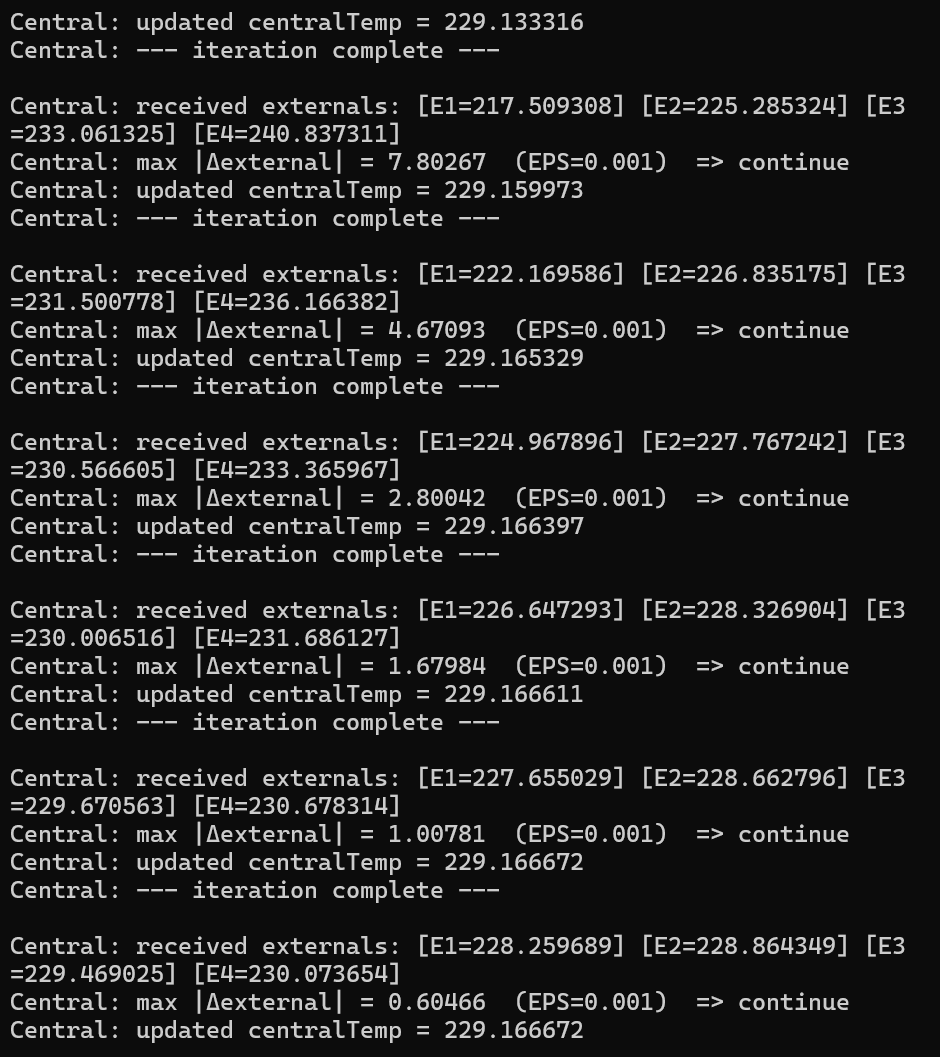 Central: updated centralTemp = 229.133316
Central: --- iteration complete ---
Central: received externals: [E1=217.509308] [E2=225.285324] [E3
=233.061325] [E4=240.837311]
Central: max |Δexternal| = 7.80267  (EPS=0.001)  => continue
Central: updated centralTemp = 229.159973
Central: --- iteration complete ---
Central: received externals: [E1=222.169586] [E2=226.835175] [E3
=231.500778] [E4=236.166382]
Central: max |Δexternal| = 4.67093  (EPS=0.001)  => continue
Central: updated centralTemp = 229.165329
Central: --- iteration complete ---
Central: received externals: [E1=224.967896] [E2=227.767242] [E3
=230.566605] [E4=233.365967]
Central: max |Δexternal| = 2.80042  (EPS=0.001)  => continue
Central: updated centralTemp = 229.166397
Central: --- iteration complete ---
Central: received externals: [E1=226.647293] [E2=228.326904] [E3
=230.006516] [E4=231.686127]
Central: max |Δexternal| = 1.67984  (EPS=0.001)  => continue
Central: updated centralTemp = 229.166611
Central: --- iteration complete ---
Central: received externals: [E1=227.655029] [E2=228.662796] [E3
=229.670563] [E4=230.678314]
Central: max |Δexternal| = 1.00781  (EPS=0.001)  => continue
Central: updated centralTemp = 229.166672
Central: --- iteration complete ---
Central: received externals: [E1=228.259689] [E2=228.864349] [E3
=229.469025] [E4=230.073654]
Central: max |Δexternal| = 0.60466  (EPS=0.001)  => continue
Central: updated centralTemp = 229.166672